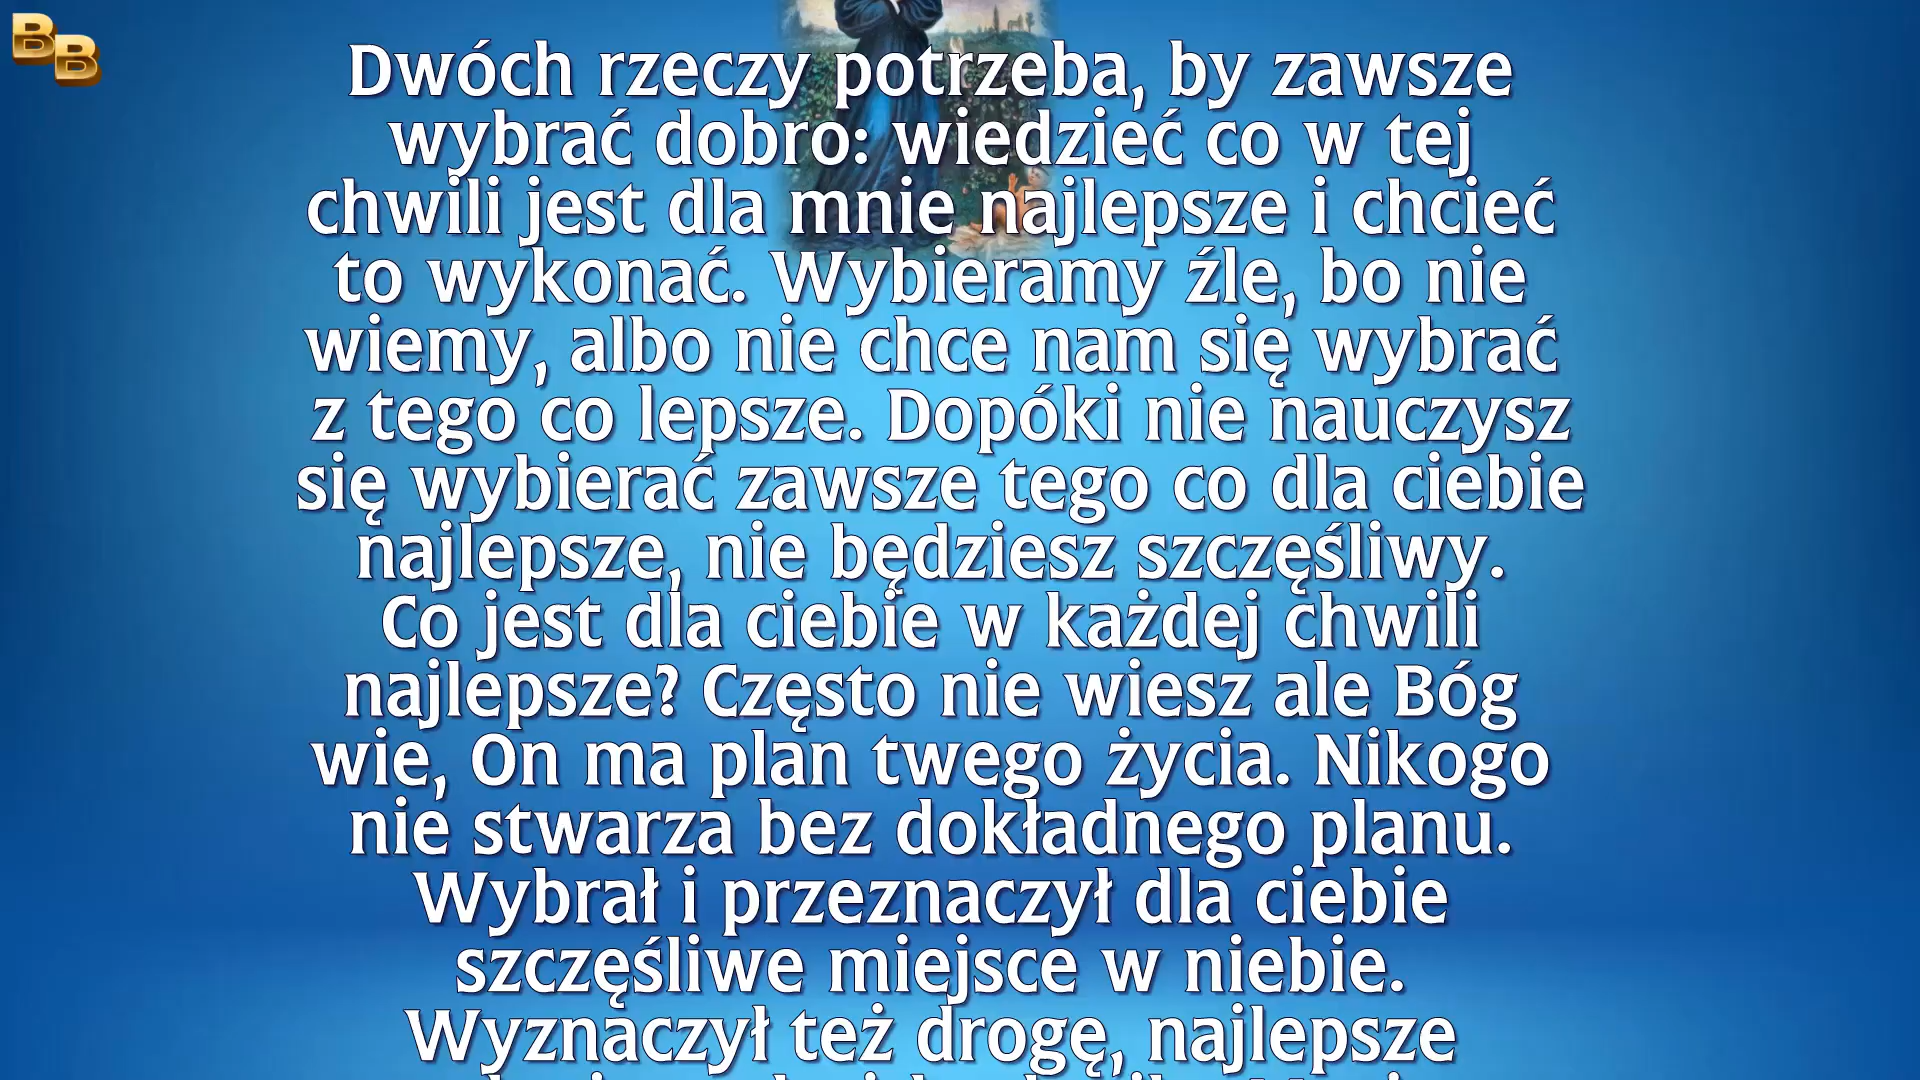 BB
Dwóch rzeczy potrzeba, by zawsze
wybrać dobro: wiedzieć co w tej
chwili jest dla mnie najlepsze i chcieć
to wykonać. Wybieramy źle, bo nie
wiemy, albo nie chce nam się wybrać
z tego co lepsze. Dopóki nie nauczysz
się wybierać zawsze tego co dla ciebie
najlepsze, nie będziesz szczęśliwy.
Co jest dla ciebie w każdej chwili
najlepsze? Często nie wiesz ale Bóg
wie, On ma plan twego życia. Nikogo
nie stwarza bez dokładnego planu.
Wybrał i przeznaczył dla ciebie
szczęśliwe miejsce w niebie.
Wyznaczył też drogę, najlepsze